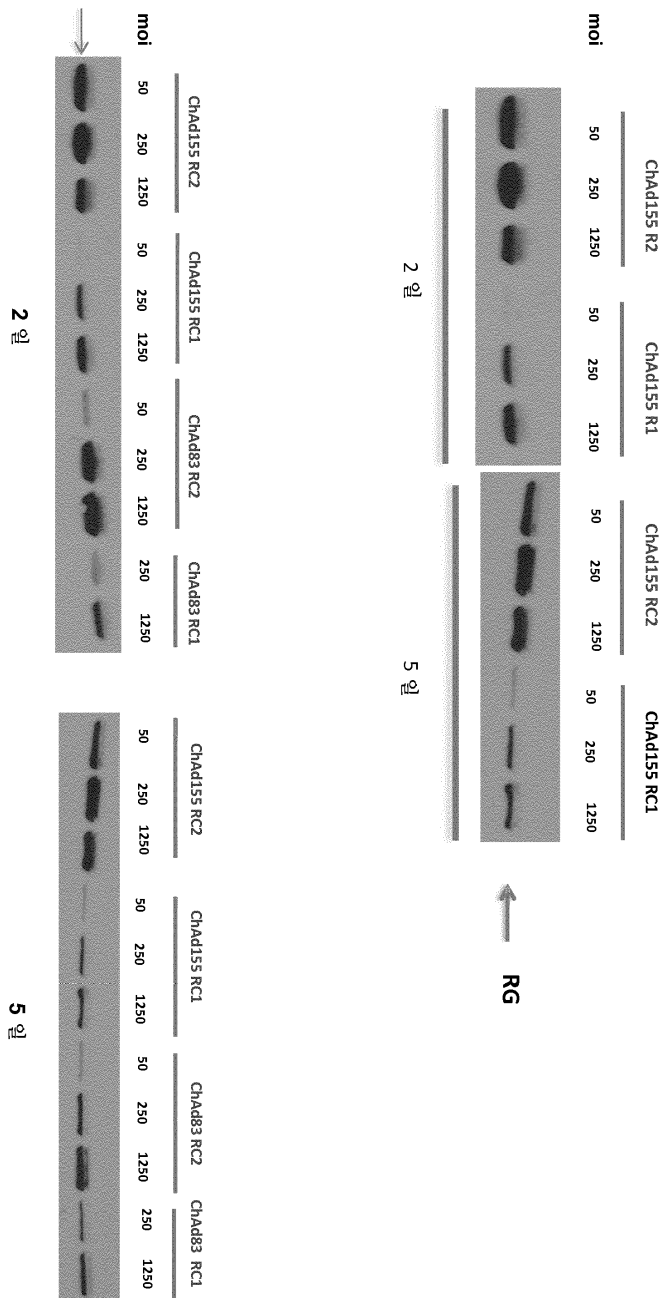 ChAd155 R2 ChAd155 R1 ChAd155 RC2 ChAd155 RC1
moi 50 250 1250 50 250 1250 50 250 1250 50 250 1250
RG
2 일 5 일
ChAd155 RC2 ChAd155 RC1 ChAd83 RC2 ChAd83 RC1 ChAd155 RC2 ChAd155 RC1 ChAd83 RC2 ChAd83 RC1
moi 50 250 1250 50 250 1250 50 250 1250 250 1250 50 250 1250 50 250 1250 50 250 1250 250 1250
2 일 5 일